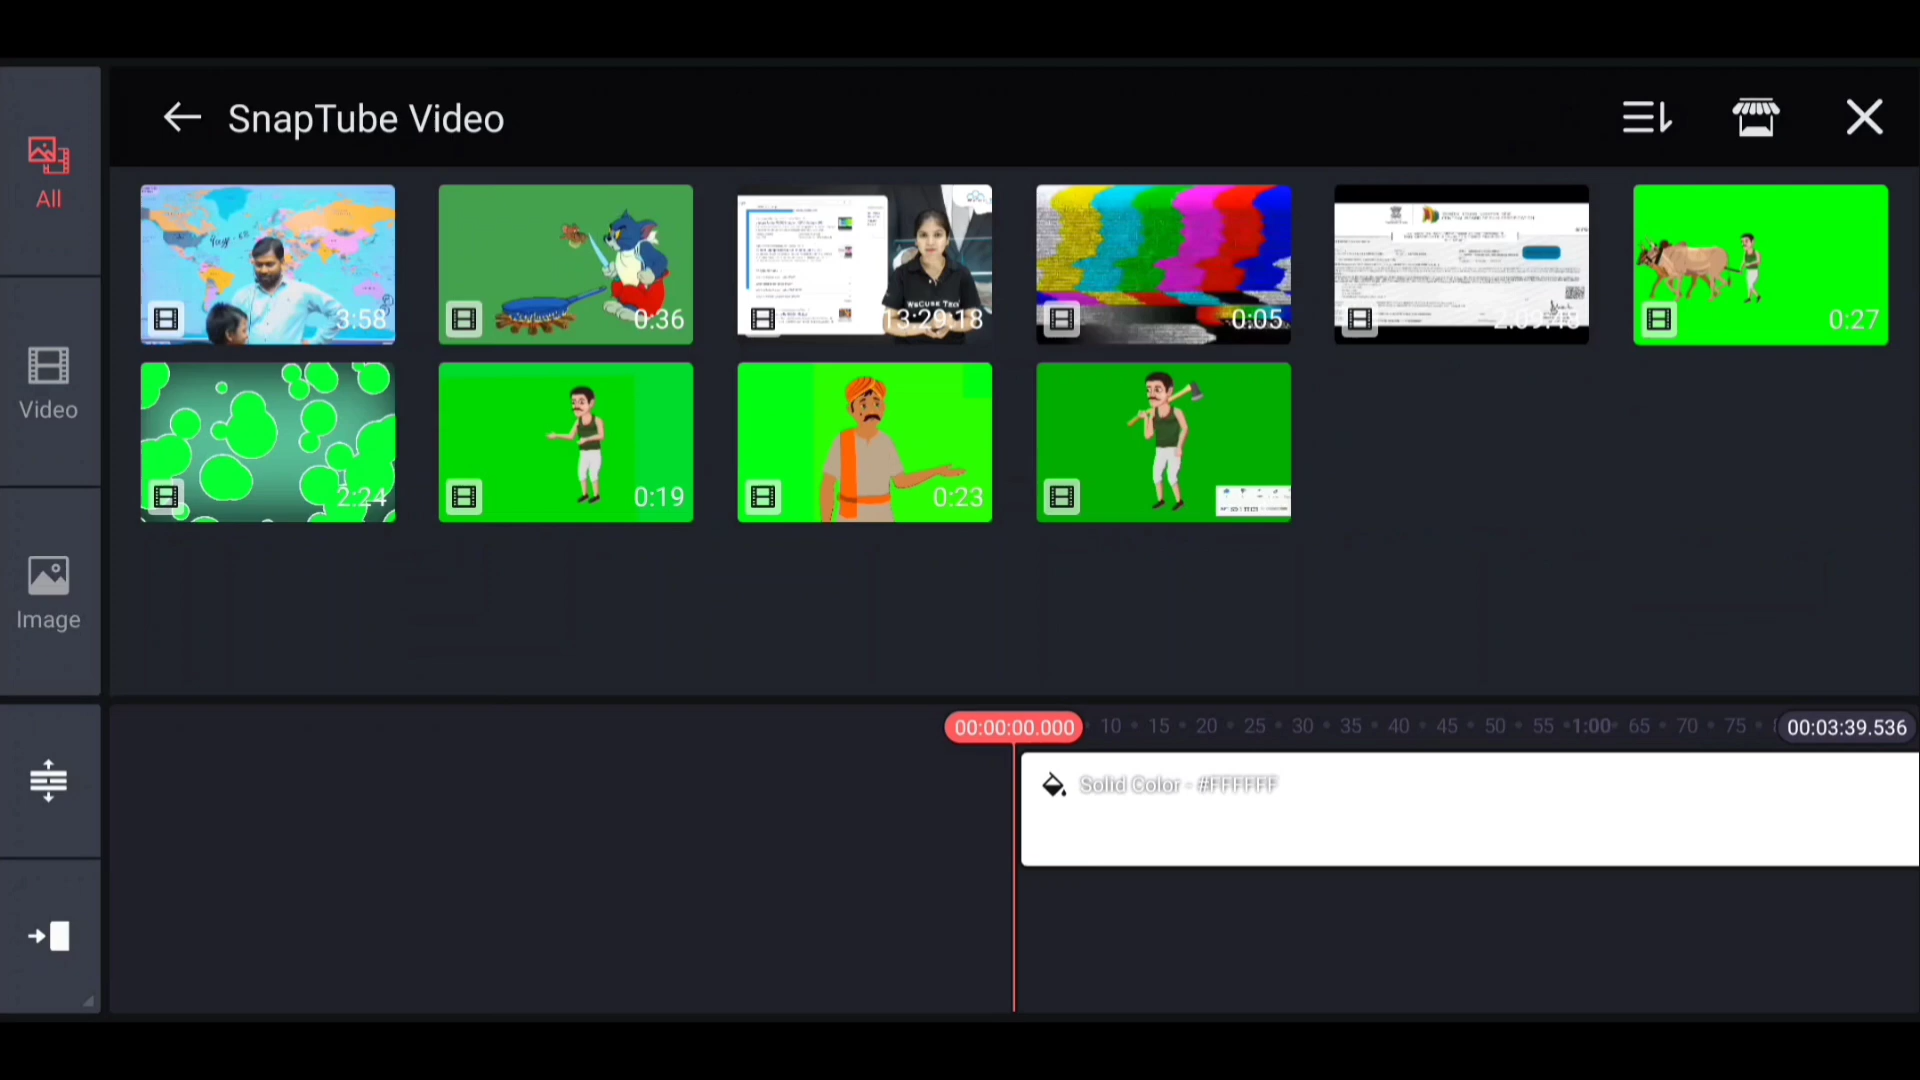 SnapTube Video
All
3:58
0:36
WsCube Tech
13:29:18
0:05
0:27
Video
2:24
0:19
0:23
Image
00:00:00.000
10 15 20 25 30 35 40 45 50 55 1:00 65 70 75
00:03:39.536
Solid Color - #FFFFFF